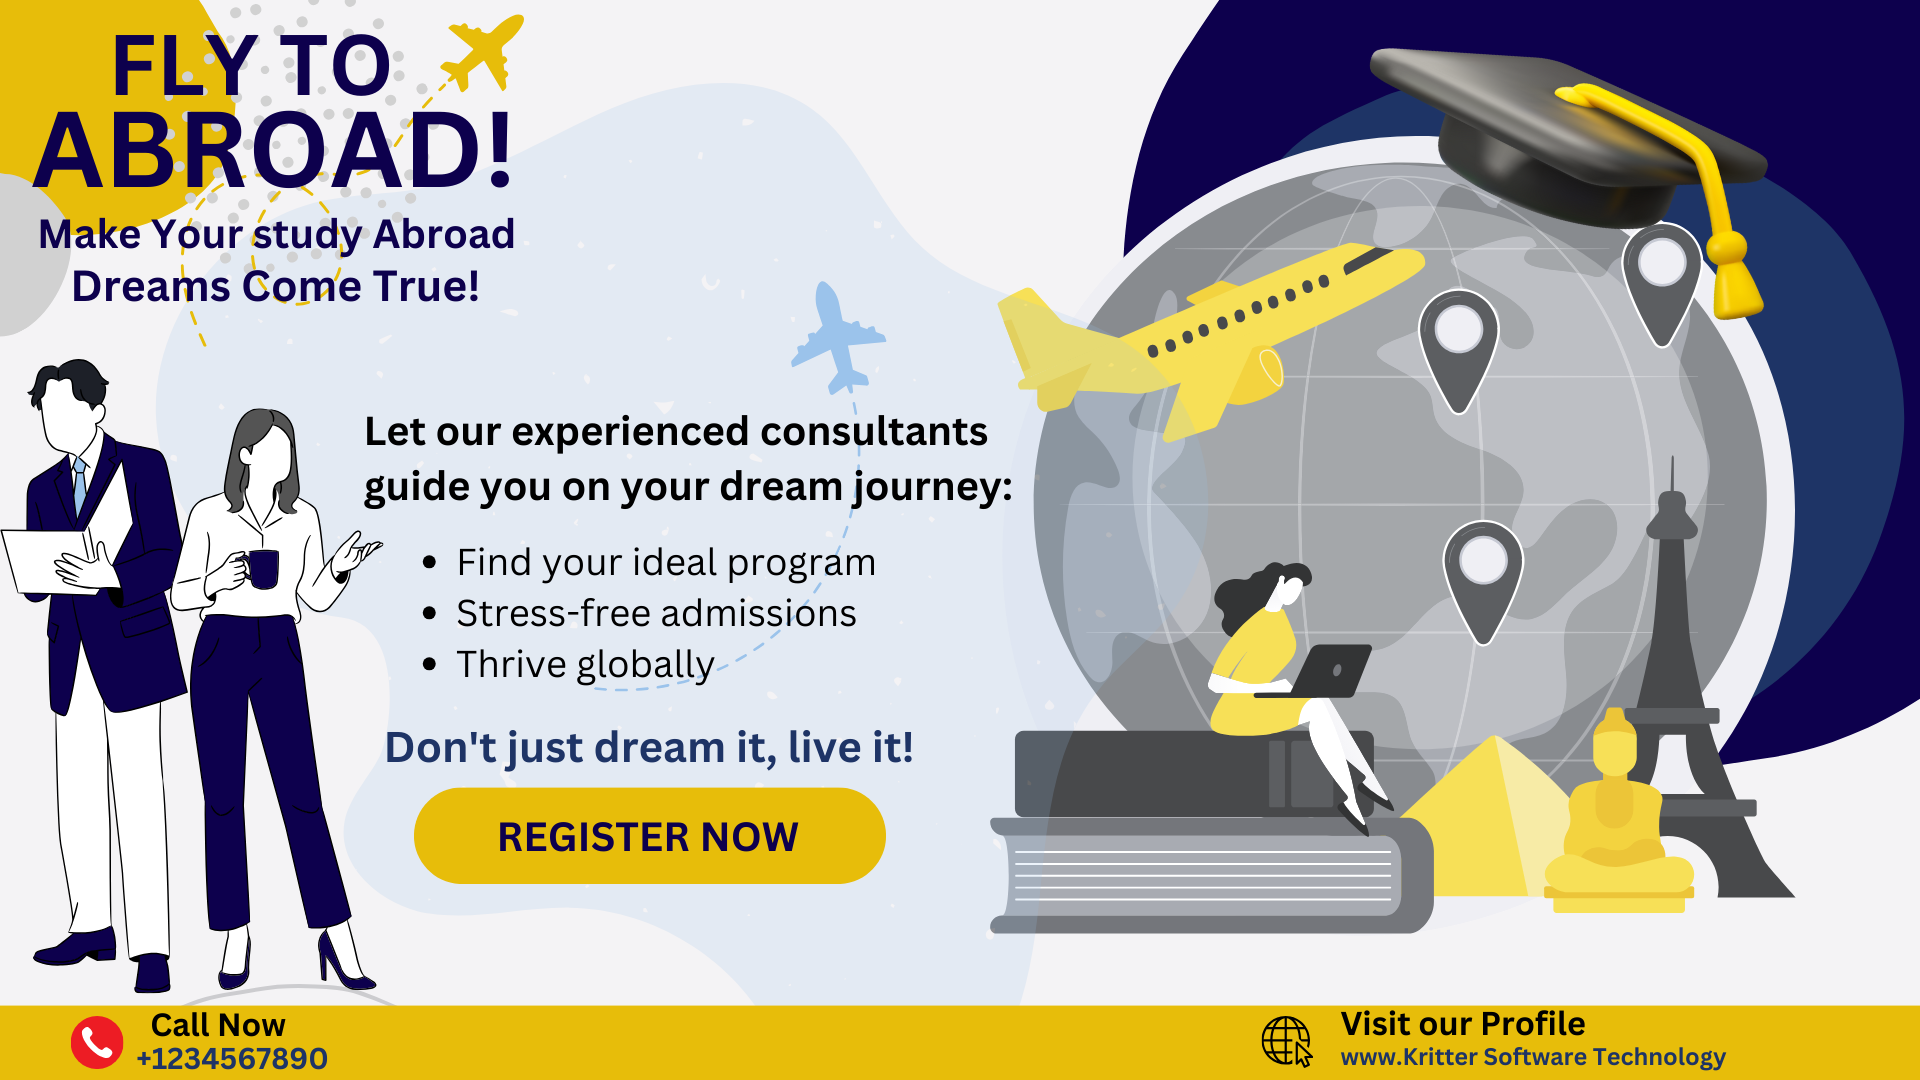 FLY TO
ABROAD!
Make Your study Abroad
Dreams Come True!
Let our experienced consultants
guide you on your dream journey:
• Find your ideal program
• Stress-free admissions
• Thrive globally
Don't just dream it, live it!
REGISTER NOW
Call Now
+1234567890
Visit our Profile
www.Kritter Software Technology